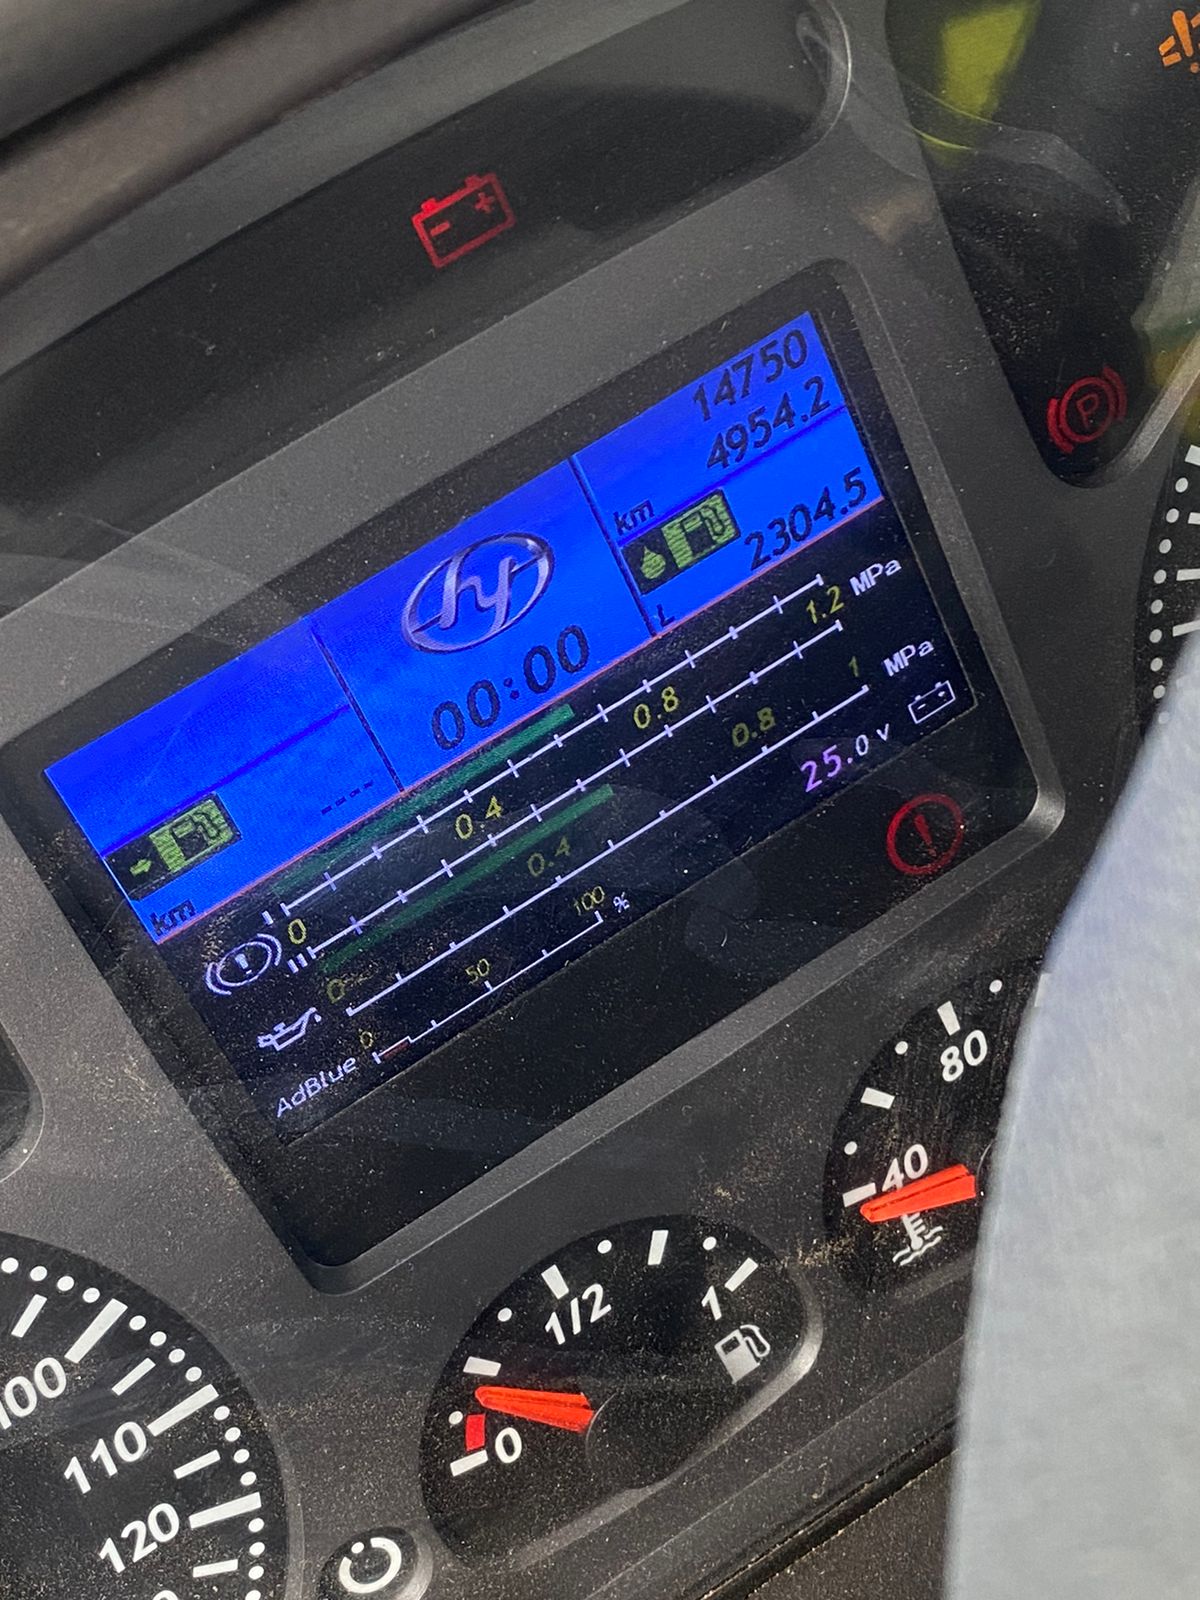 14750
4954.2
km
2304.5
L
hy
00:00
----
km
0 0.4 0.8 1.2 MPa
0 0.4 0.8 1 MPa
25.0 V
AdBlue 0 50 100 %
P
80
40
0 1/2 1
100
110
120